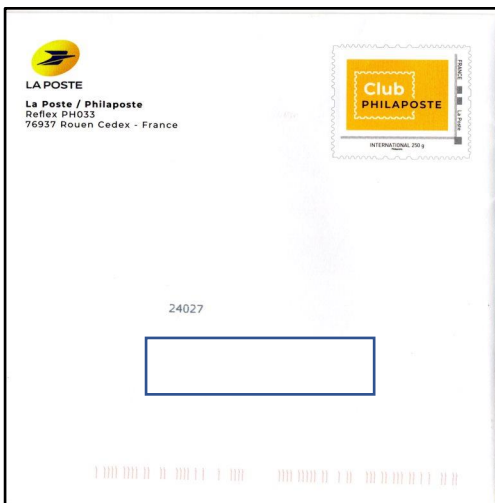 LA POSTE
La Poste / Philaposte
Reflex PH033
76937 Rouen Cedex - France
Club
PHILAPOSTE
FRANCE
La Poste
INTERNATIONAL 250 g
24027